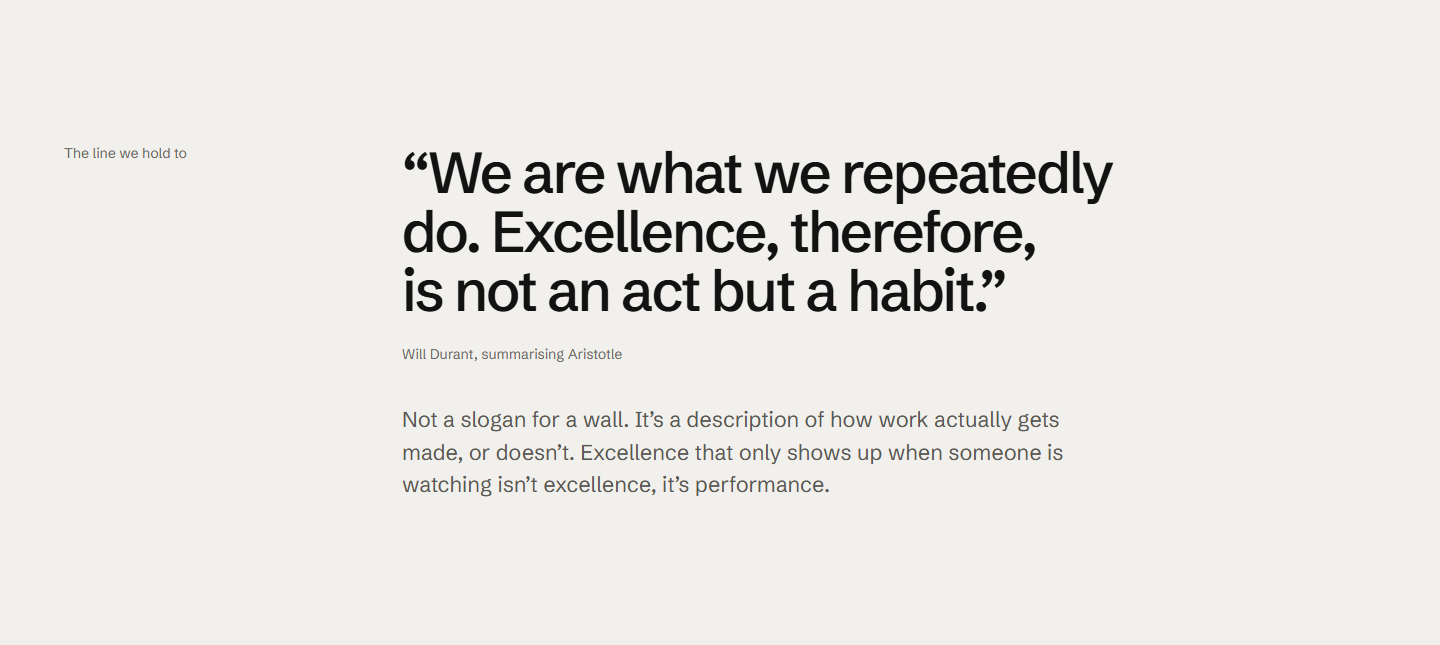 The line we hold to
“We are what we repeatedly
do. Excellence, therefore,
is not an act but a habit.”
Will Durant, summarising Aristotle
Not a slogan for a wall. It’s a description of how work actually gets
made, or doesn’t. Excellence that only shows up when someone is
watching isn’t excellence, it’s performance.